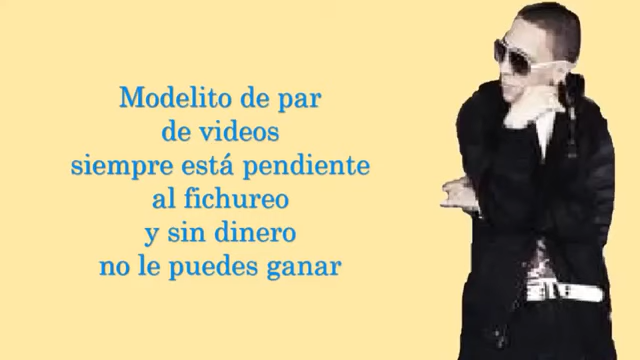 Modelito de par
de videos
siempre está pendiente
al fichureo
y sin dinero
no le puedes ganar